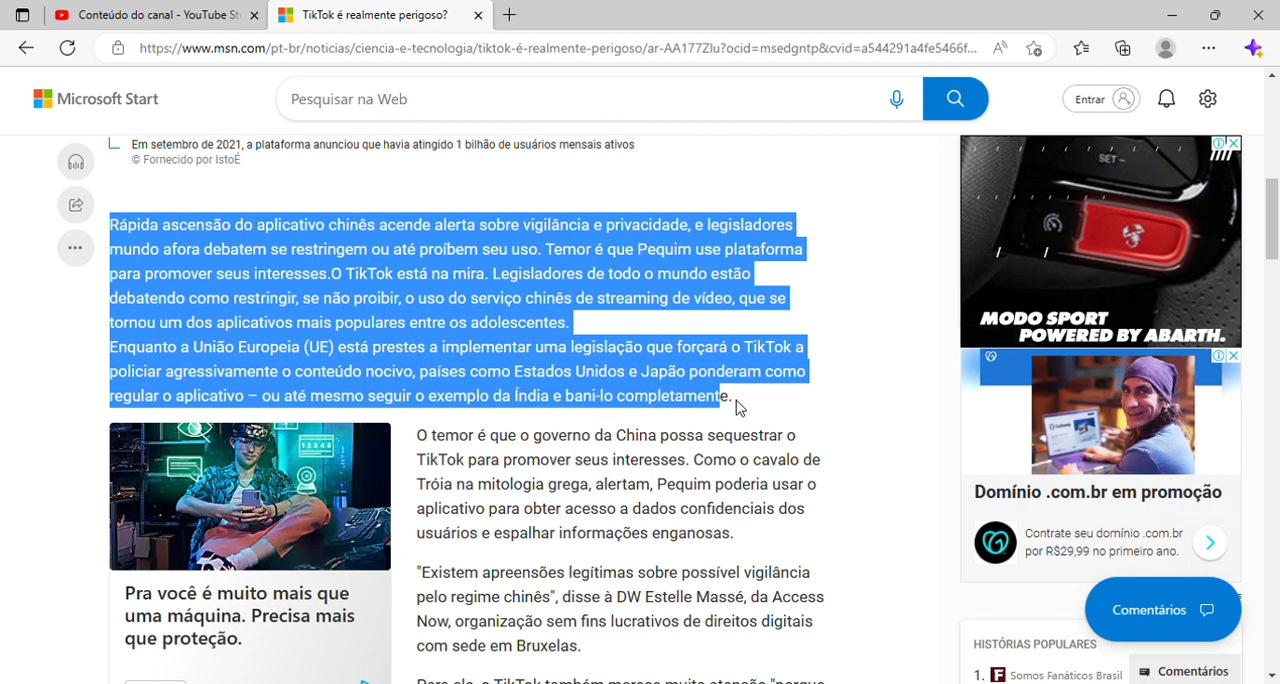 Conteúdo do canal - YouTube St
TikTok é realmente perigoso?
https://www.msn.com/pt-br/noticias/ciencia-e-tecnologia/tiktok-é-realmente-perigoso/ar-AA177Zlu?ocid=msedgntp&cvid=a544291a4fe5466f...
Microsoft Start
Pesquisar na Web
Entrar
Em setembro de 2021, a plataforma anunciou que havia atingido 1 bilhão de usuários mensais ativos
© Fornecido por IstoÉ
Rápida ascensão do aplicativo chinês acende alerta sobre vigilância e privacidade, e legisladores
mundo afora debatem se restringem ou até proíbem seu uso. Temor é que Pequim use plataforma
para promover seus interesses.O TikTok está na mira. Legisladores de todo o mundo estão
debatendo como restringir, se não proibir, o uso do serviço chinês de streaming de vídeo, que se
tornou um dos aplicativos mais populares entre os adolescentes.
Enquanto a União Europeia (UE) está prestes a implementar uma legislação que forçará o TikTok a
policiar agressivamente o conteúdo nocivo, países como Estados Unidos e Japão ponderam como
regular o aplicativo – ou até mesmo seguir o exemplo da Índia e bani-lo completamente.
Pra você é muito mais que
uma máquina. Precisa mais
que proteção.
O temor é que o governo da China possa sequestrar o
TikTok para promover seus interesses. Como o cavalo de
Tróia na mitologia grega, alertam, Pequim poderia usar o
aplicativo para obter acesso a dados confidenciais dos
usuários e espalhar informações enganosas.
"Existem apreensões legítimas sobre possível vigilância
pelo regime chinês", disse à DW Estelle Massé, da Access
Now, organização sem fins lucrativos de direitos digitais
com sede em Bruxelas.
Para ela, o TikTok também merece muita atenção "porque
SET
MODO SPORT
POWERED BY ABARTH.
Domínio .com.br em promoção
Contrate seu domínio .com.br
por R$29,99 no primeiro ano.
Comentários
HISTÓRIAS POPULARES
1. F Somos Fanáticos Brasil
Comentários